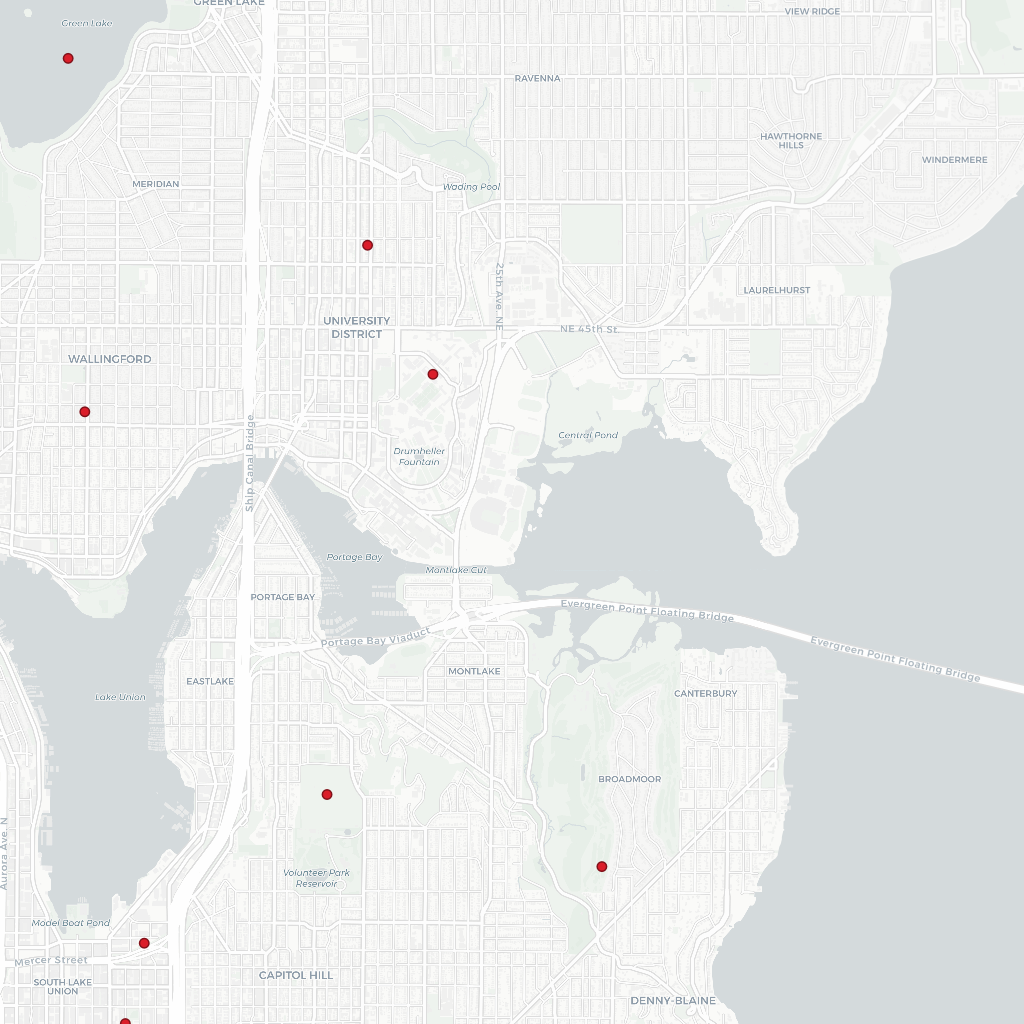 GREEN LAKE
Green Lake
VIEW RIDGE
RAVENNA
HAWTHORNE
HILLS
WINDERMERE
MERIDIAN
Wading Pool
25th Ave. NE
LAURELHURST
UNIVERSITY
DISTRICT
NE 45th St.
WALLINGFORD
Ship Canal Bridge
Central Pond
Drumheller
Fountain
Portage Bay
Montlake Cut
PORTAGE BAY
Evergreen Point Floating Bridge
Evergreen Point Floating Bridge
Portage Bay Viaduct
MONTLAKE
EASTLAKE
Lake Union
CANTERBURY
BROADMOOR
Aurora Ave. N
Volunteer Park
Reservoir
Model Boat Pond
Mercer Street
SOUTH LAKE
UNION
CAPITOL HILL
DENNY-BLAINE